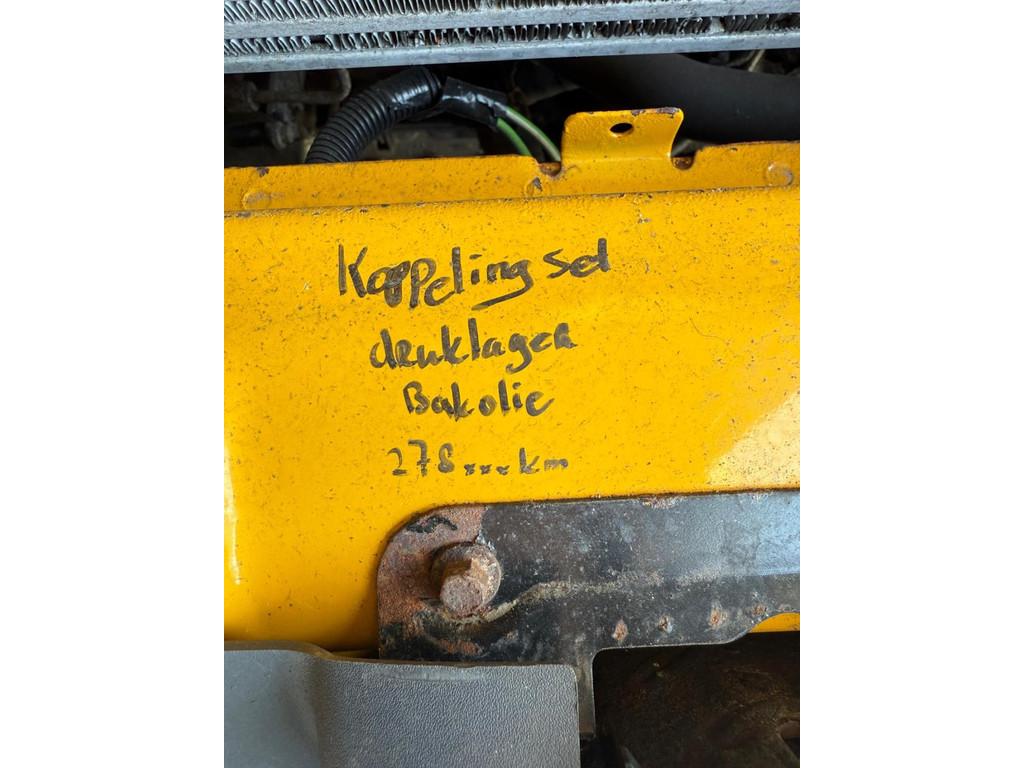 Koppeling set
druklager
Bakolie
278...km